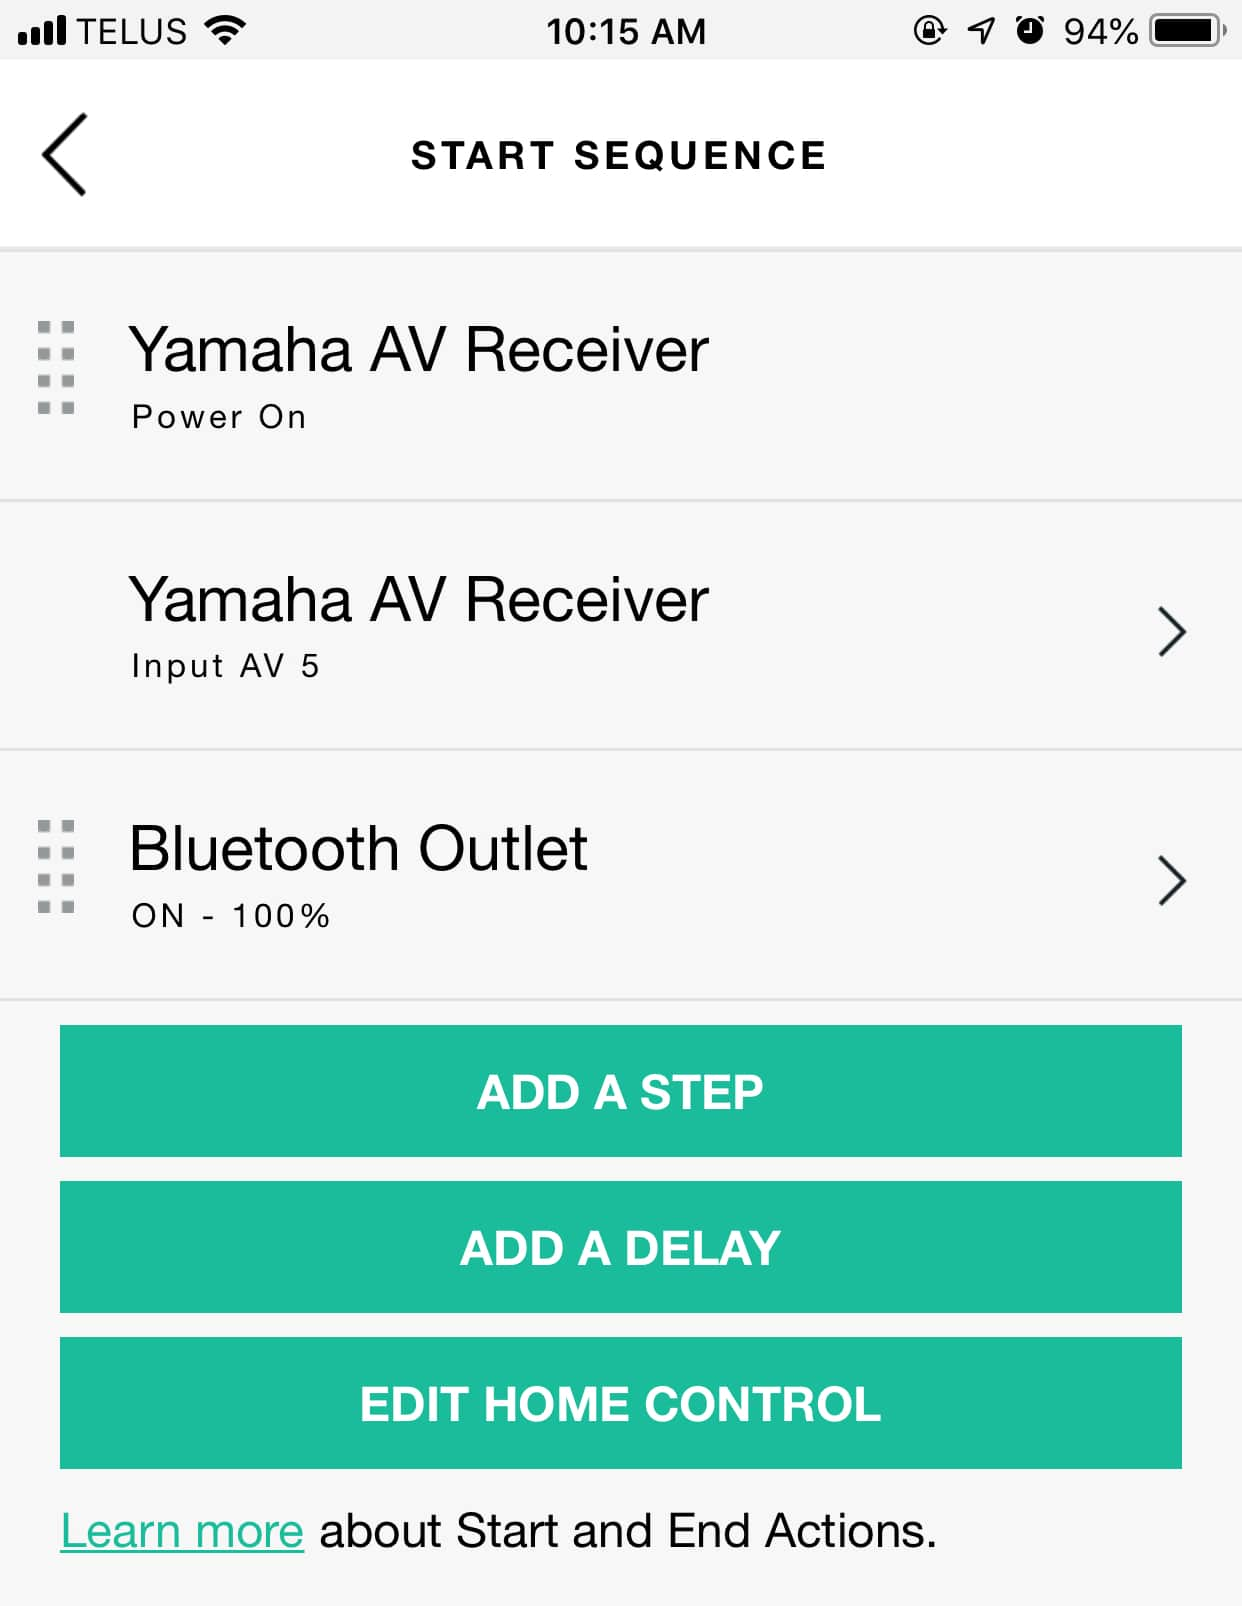 TELUS 10:15 AM 94%
START SEQUENCE
Yamaha AV Receiver
Power On
Yamaha AV Receiver
Input AV 5
Bluetooth Outlet
ON - 100%
ADD A STEP
ADD A DELAY
EDIT HOME CONTROL
Learn more about Start and End Actions.